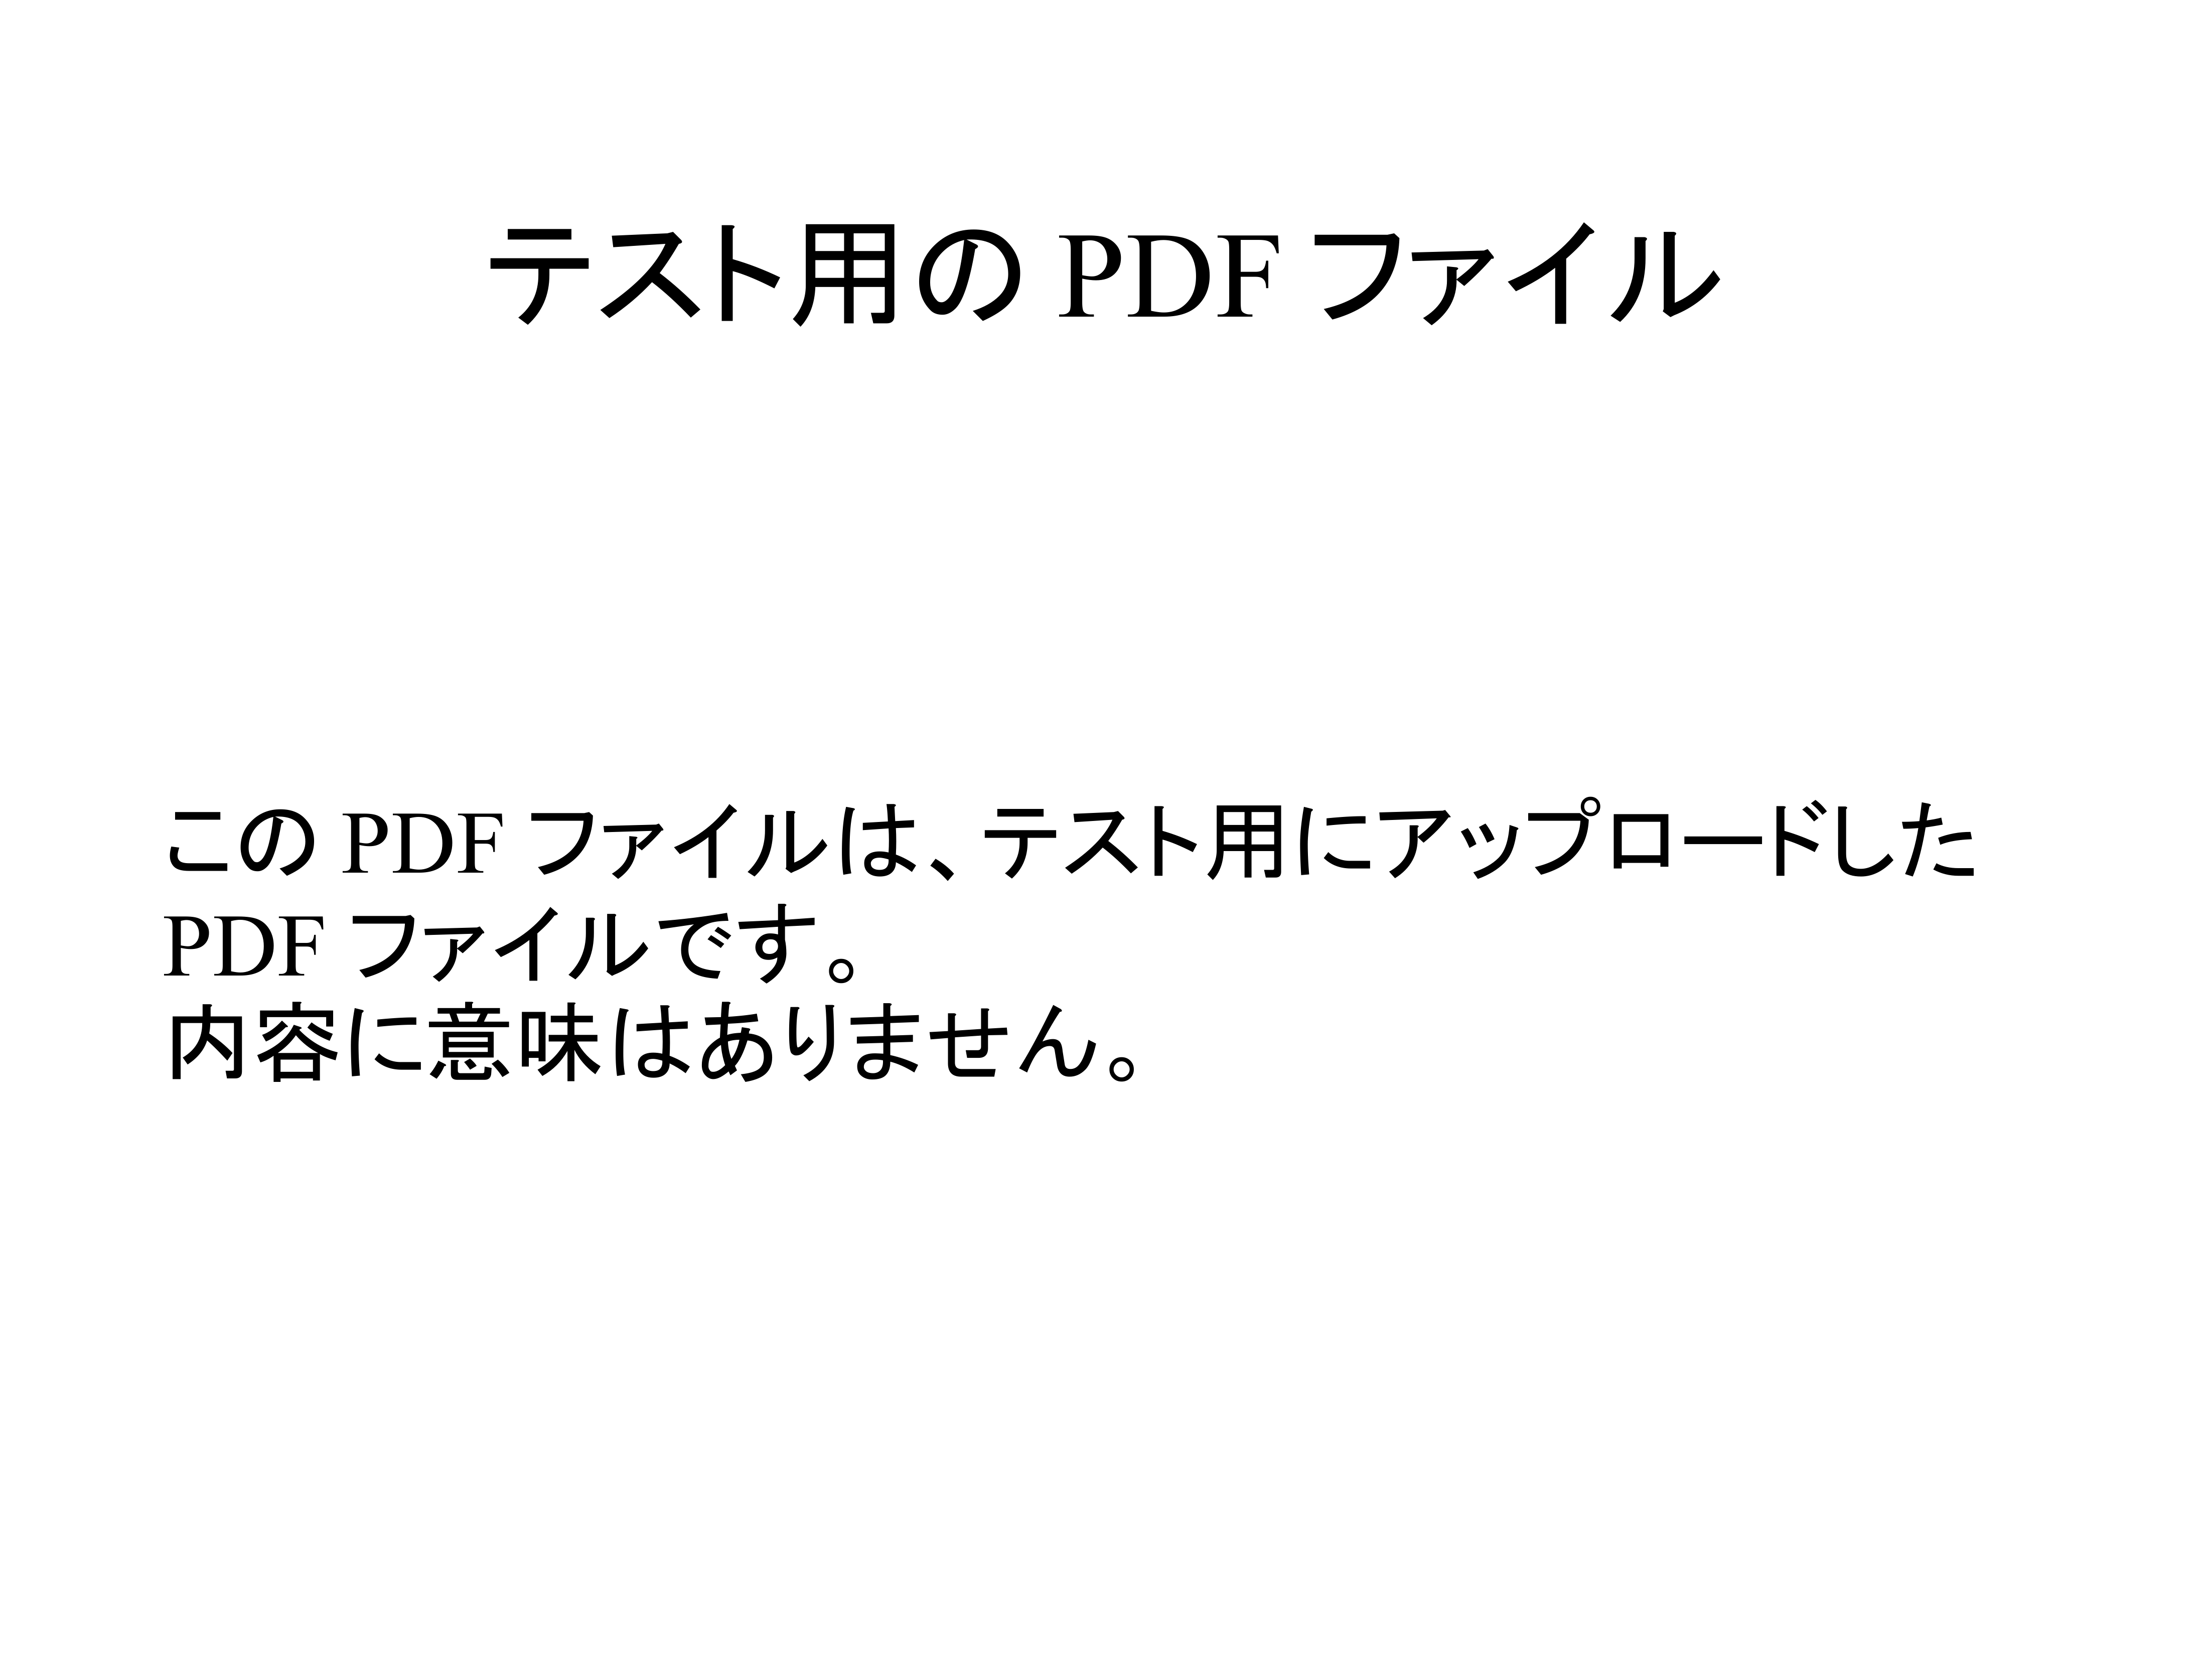 テスト用の PDF ファイル
この PDF ファイルは、テスト用にアップロードした
PDF ファイルです。
内容に意味はありません。